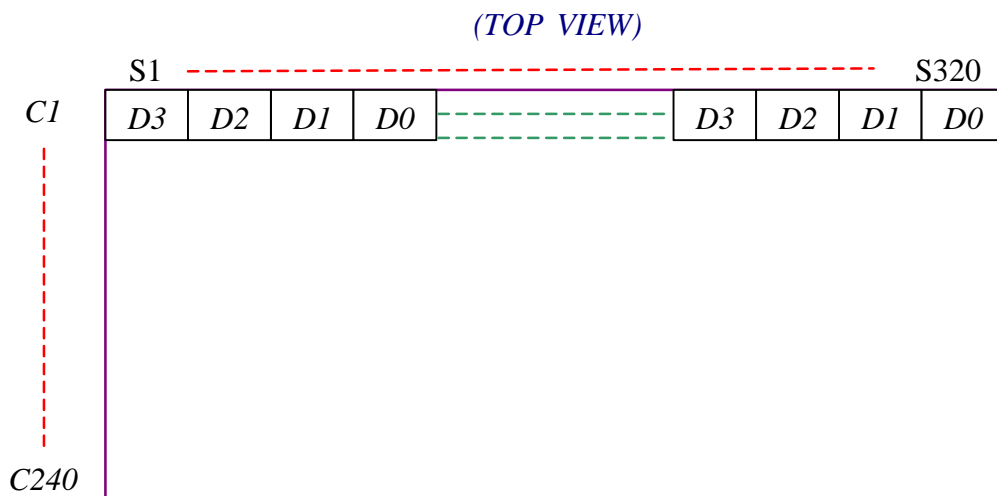 (TOP VIEW)
S1 S320
C1 D3 D2 D1 D0 D3 D2 D1 D0
C240